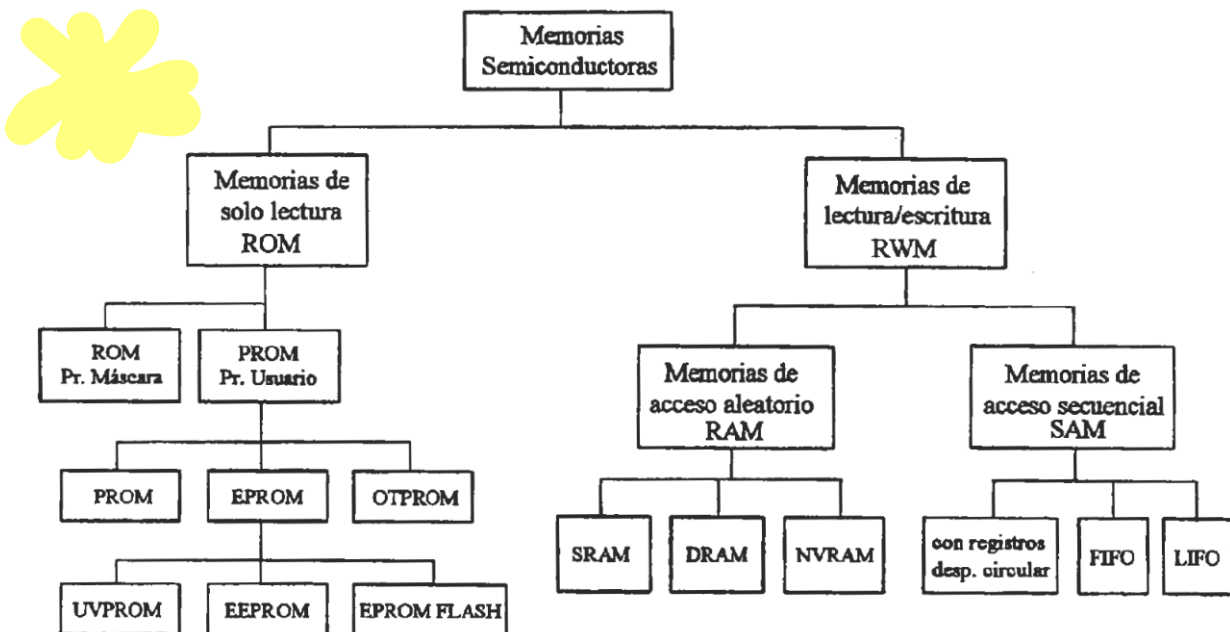 Memorias
Semiconductoras
Memorias de
solo lectura
ROM
Memorias de
lectura/escritura
RWM
ROM
Pr. Máscara
PROM
Pr. Usuario
Memorias de
acceso aleatorio
RAM
Memorias de
acceso secuencial
SAM
PROM
EPROM
OTPROM
SRAM
DRAM
NVRAM
con registros
desp. circular
FIFO
LIFO
UVPROM
EEPROM
EPROM FLASH